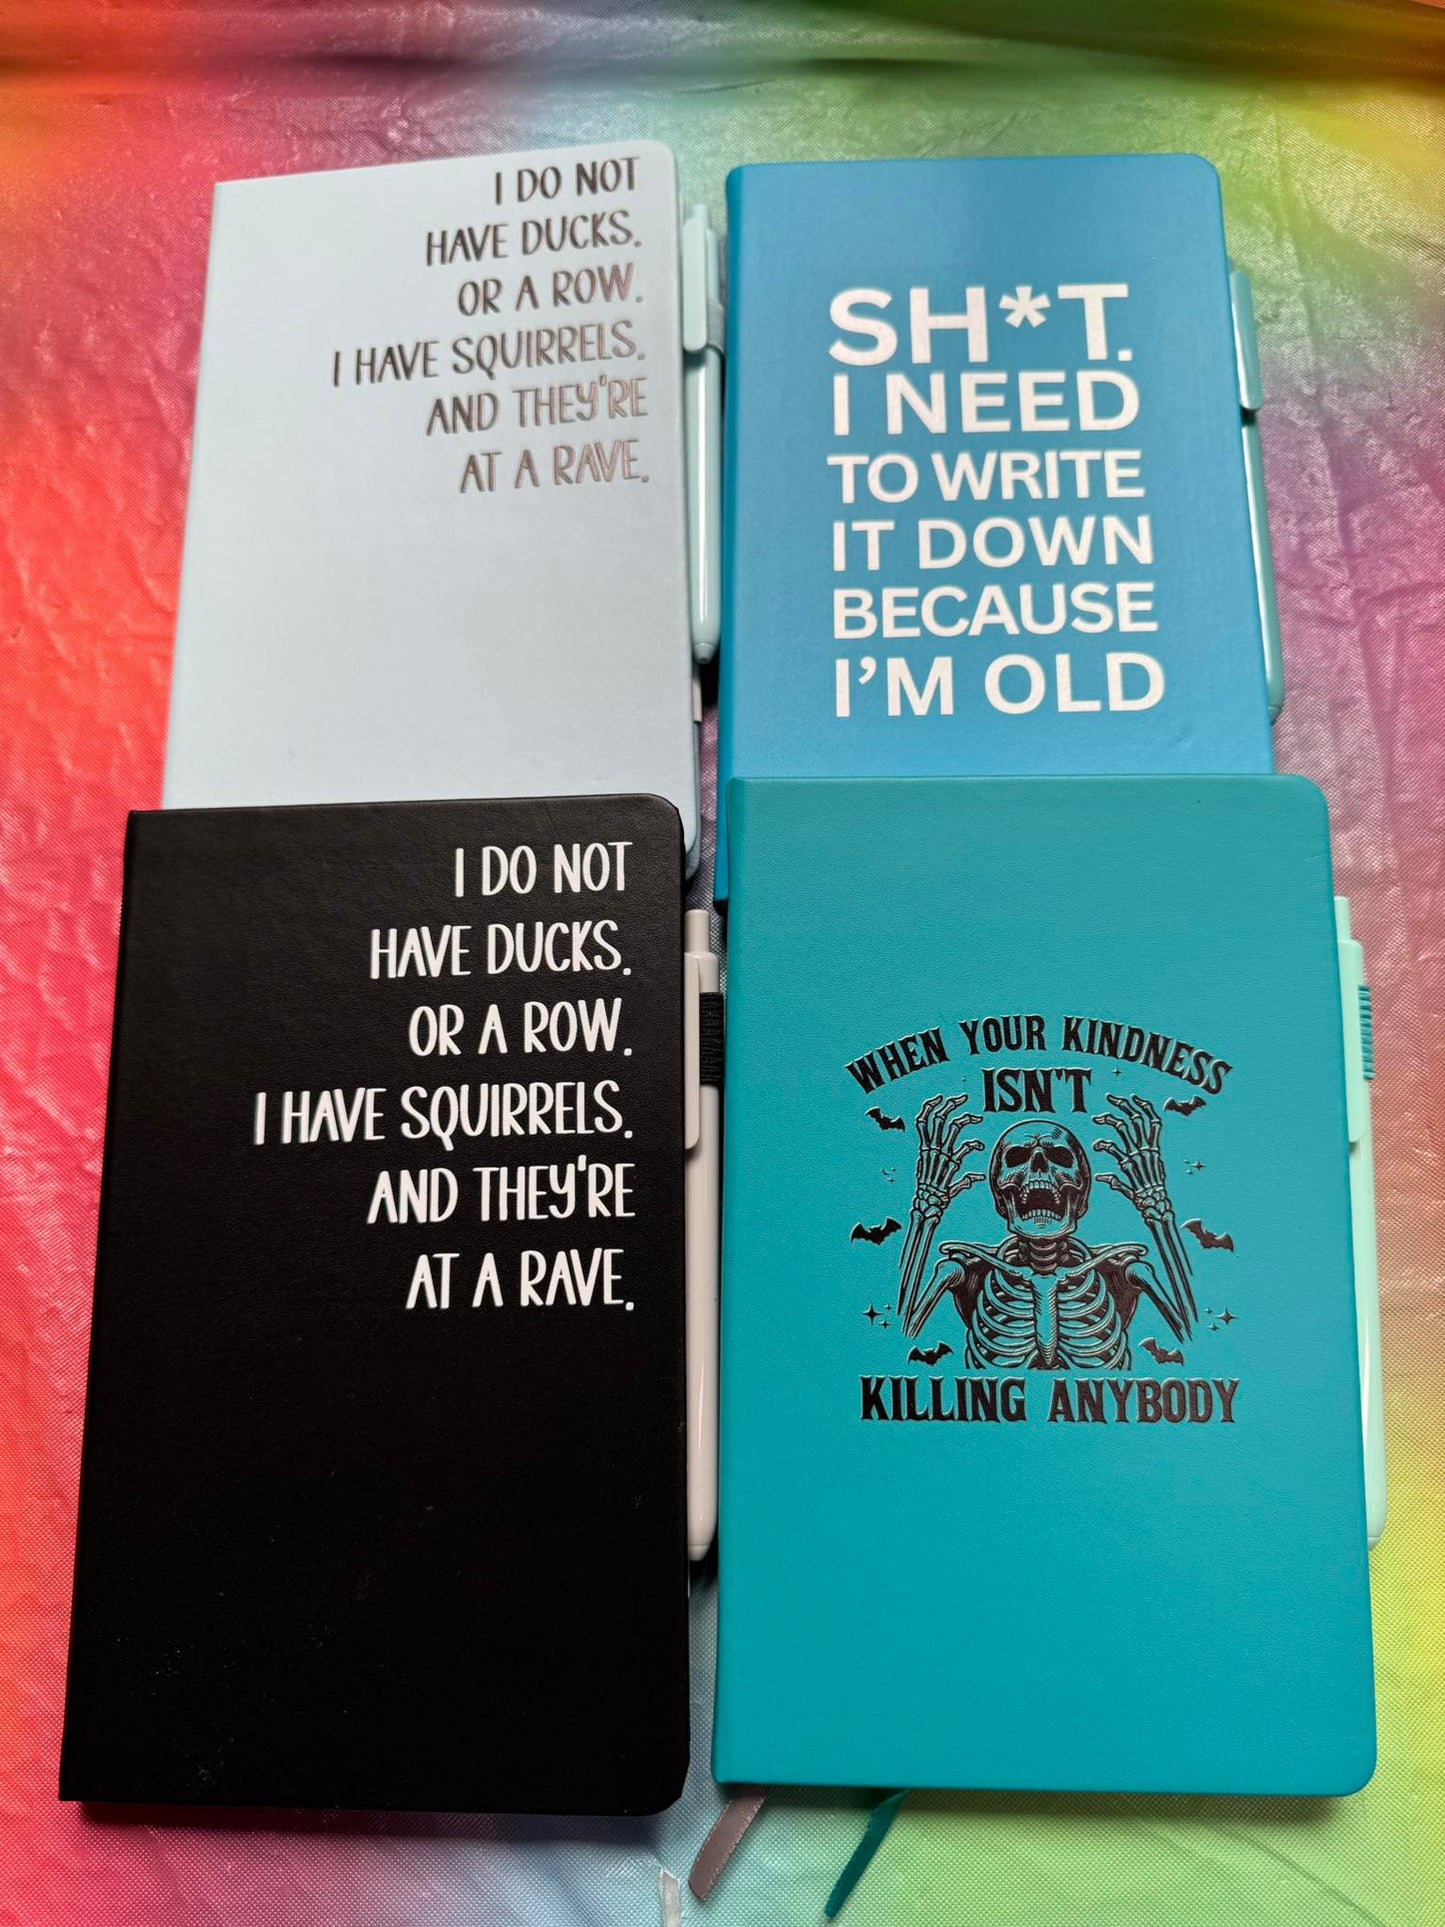 I DO NOT
HAVE DUCKS.
OR A ROW.
I HAVE SQUIRRELS.
AND THEY'RE
AT A RAVE.
SH*T.
I NEED
TO WRITE
IT DOWN
BECAUSE
I'M OLD
I DO NOT
HAVE DUCKS.
OR A ROW.
I HAVE SQUIRRELS.
AND THEY'RE
AT A RAVE.
WHEN YOUR KINDNESS
ISN'T
KILLING ANYBODY